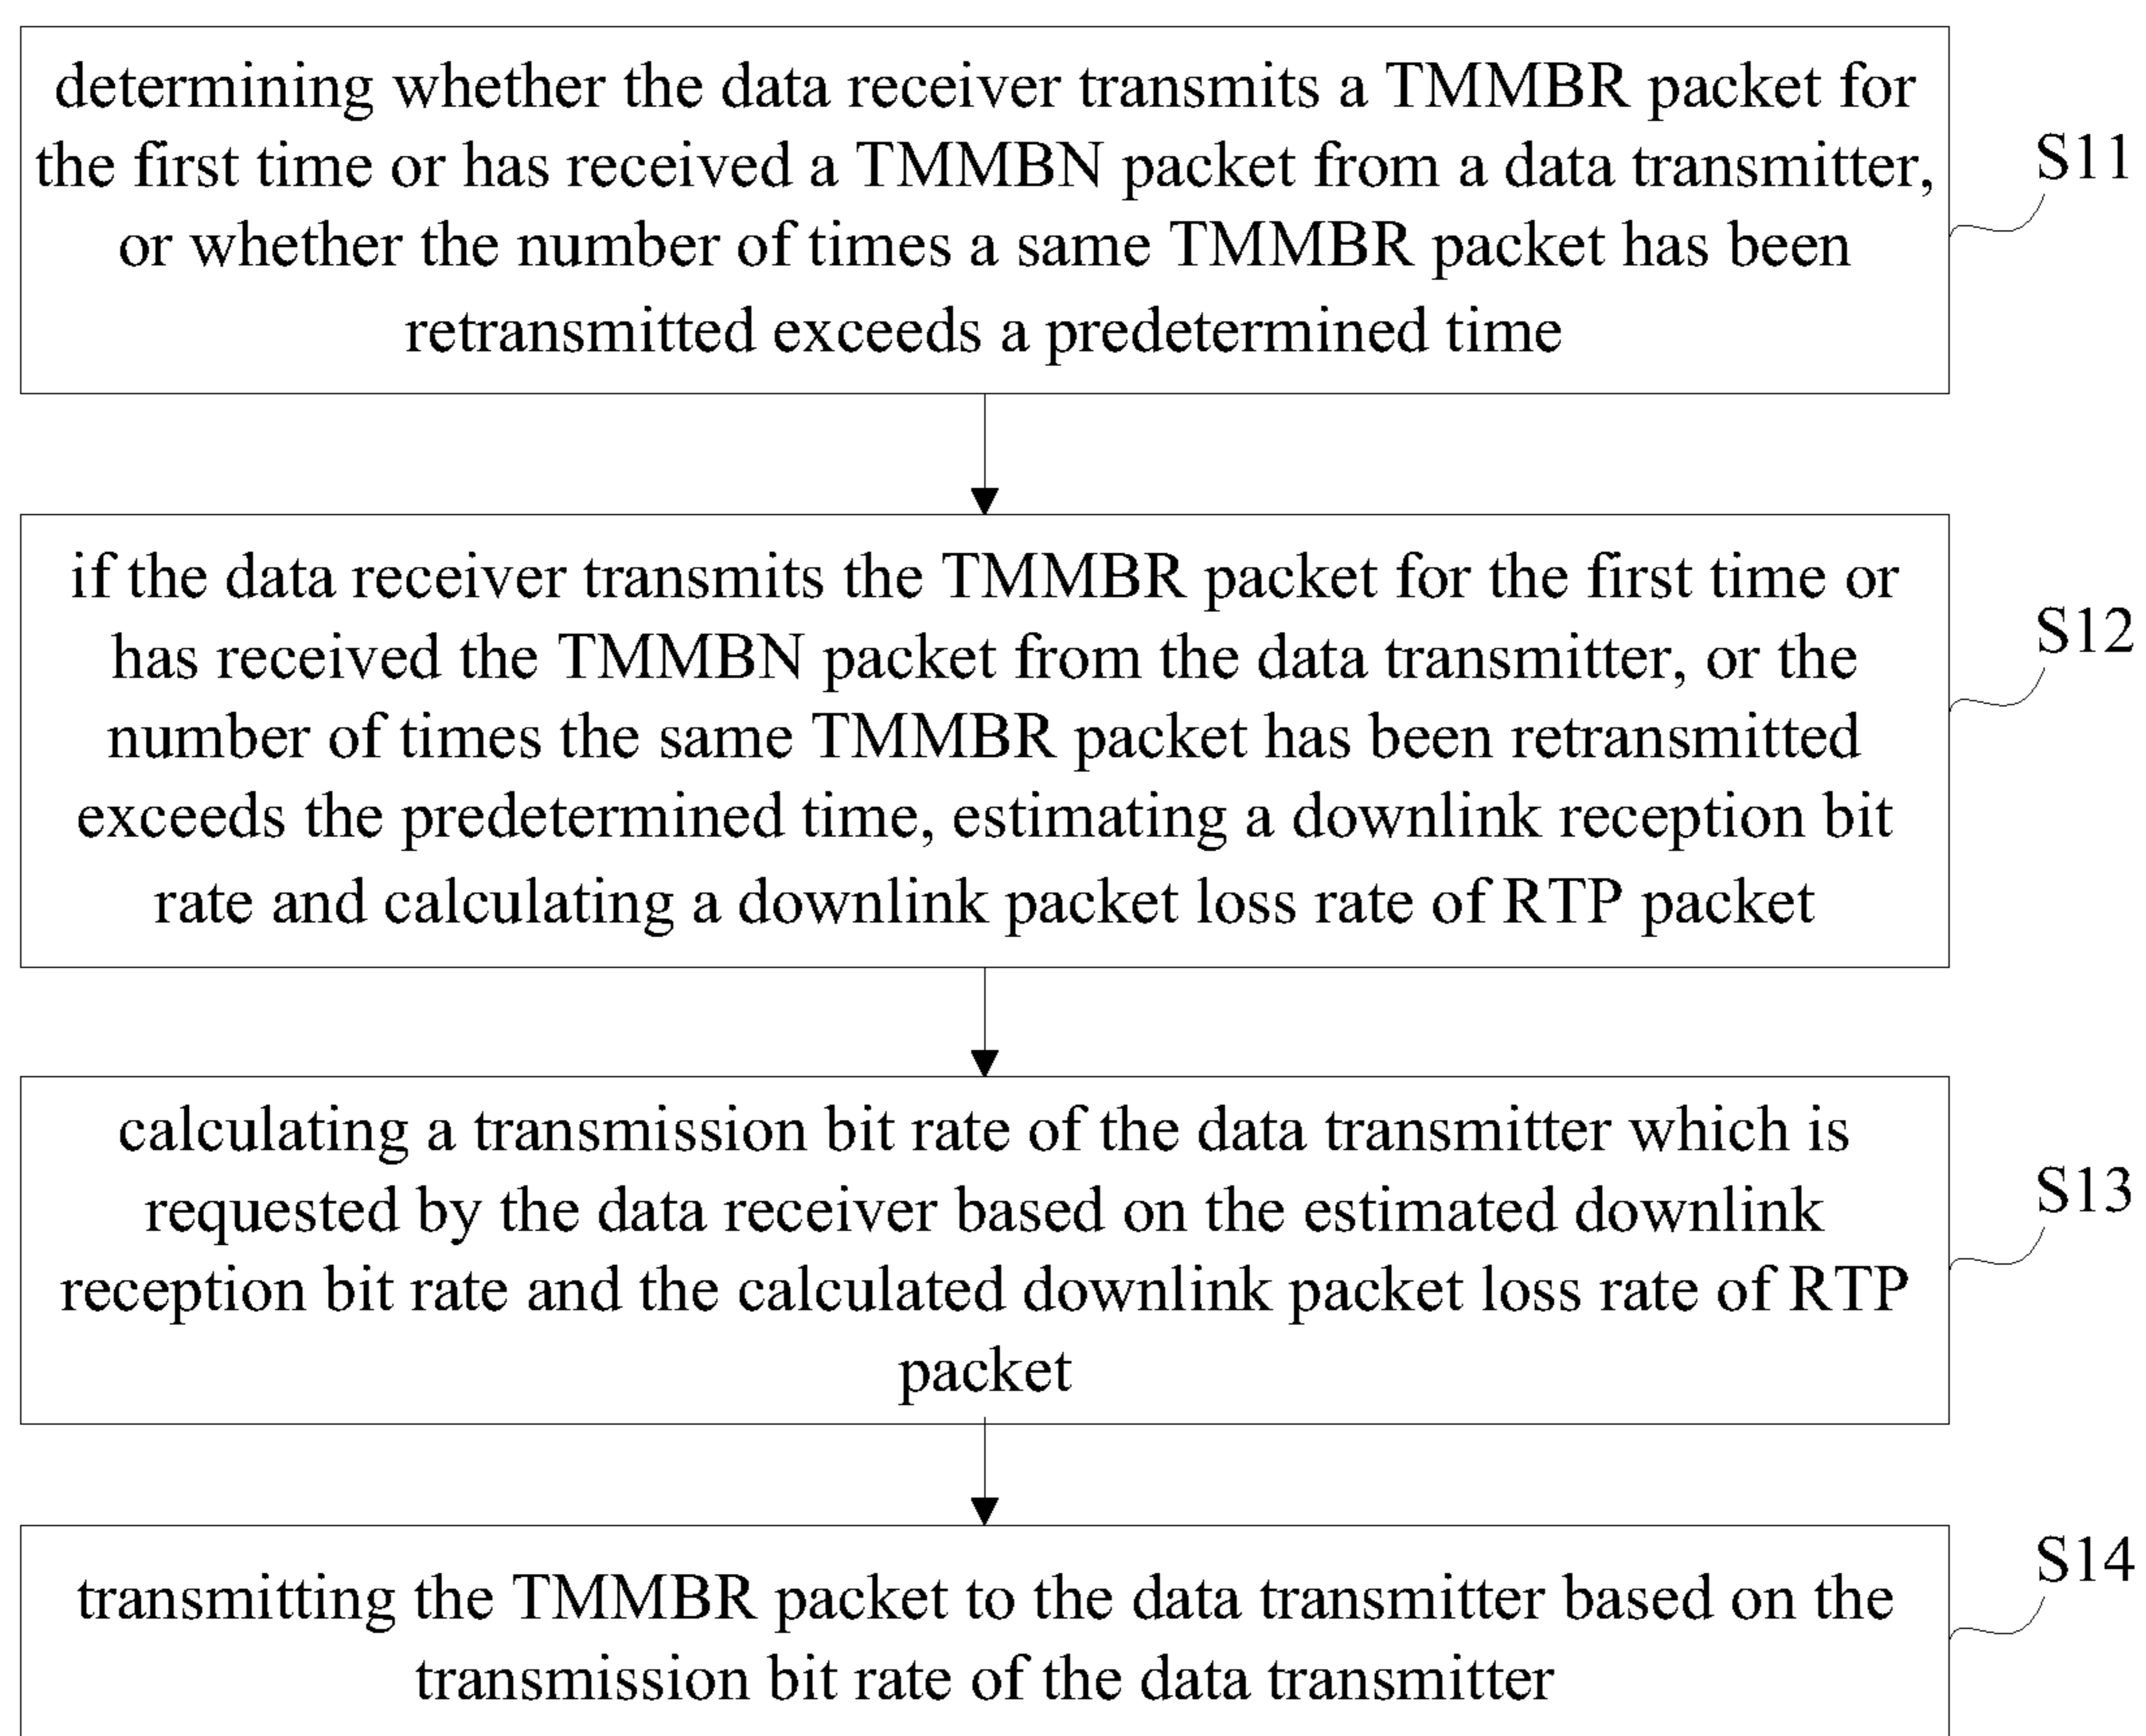 determining whether the data receiver transmits a TMMBR packet for
the first time or has received a TMMBN packet from a data transmitter,
or whether the number of times a same TMMBR packet has been
retransmitted exceeds a predetermined time
S11
if the data receiver transmits the TMMBR packet for the first time or
has received the TMMBN packet from the data transmitter, or the
number of times the same TMMBR packet has been retransmitted
exceeds the predetermined time, estimating a downlink reception bit
rate and calculating a downlink packet loss rate of RTP packet
S12
calculating a transmission bit rate of the data transmitter which is
requested by the data receiver based on the estimated downlink
reception bit rate and the calculated downlink packet loss rate of RTP
packet
S13
transmitting the TMMBR packet to the data transmitter based on the
transmission bit rate of the data transmitter
S14